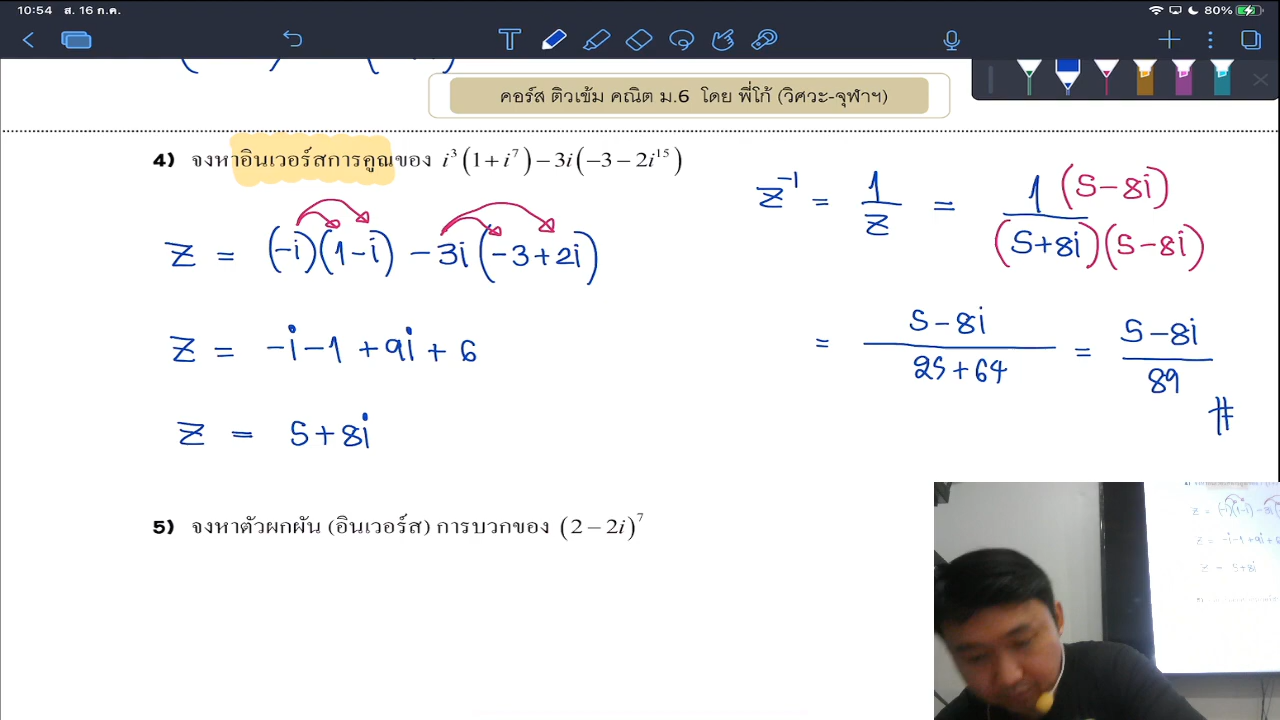 10:54 ส. 16 ก.ค. 80%
คอร์ส ติวเข้ม คณิต ม.6 โดย พี่โก้ (วิศวะ-จุฬาฯ)
4) จงหาอินเวอร์สการคูณของ i³(1+i⁷)−3i(−3−2i¹⁵)
Z = (-i)(1-i) -3i(-3+2i)
Z = -i-1+9i+6
Z = 5+8i
Z⁻¹ = 1/Z = 1(5-8i)/(5+8i)(5-8i)
= 5-8i/25+64 = 5-8i/89 #
5) จงหาตัวผกผัน (อินเวอร์ส) การบวกของ (2−2i)⁷